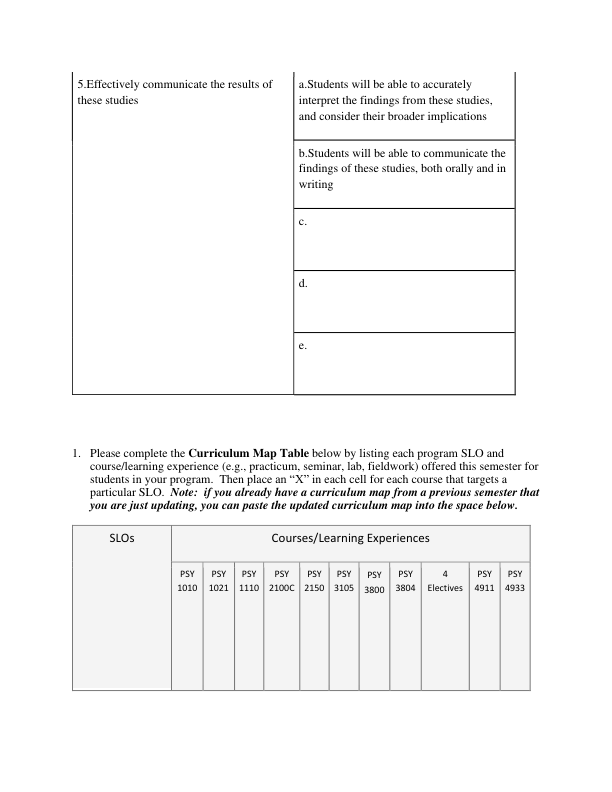 5.Effectively communicate the results of
these studies
a.Students will be able to accurately
interpret the findings from these studies,
and consider their broader implications
b.Students will be able to communicate the
findings of these studies, both orally and in
writing
c.
d.
e.
1. Please complete the Curriculum Map Table below by listing each program SLO and
course/learning experience (e.g., practicum, seminar, lab, fieldwork) offered this semester for
students in your program. Then place an “X” in each cell for each course that targets a
particular SLO. Note: if you already have a curriculum map from a previous semester that
you are just updating, you can paste the updated curriculum map into the space below.
SLOs
Courses/Learning Experiences
PSY
1010
PSY
1021
PSY
1110
PSY
2100C
PSY
2150
PSY
3105
PSY
3800
PSY
3804
4
Electives
PSY
4911
PSY
4933